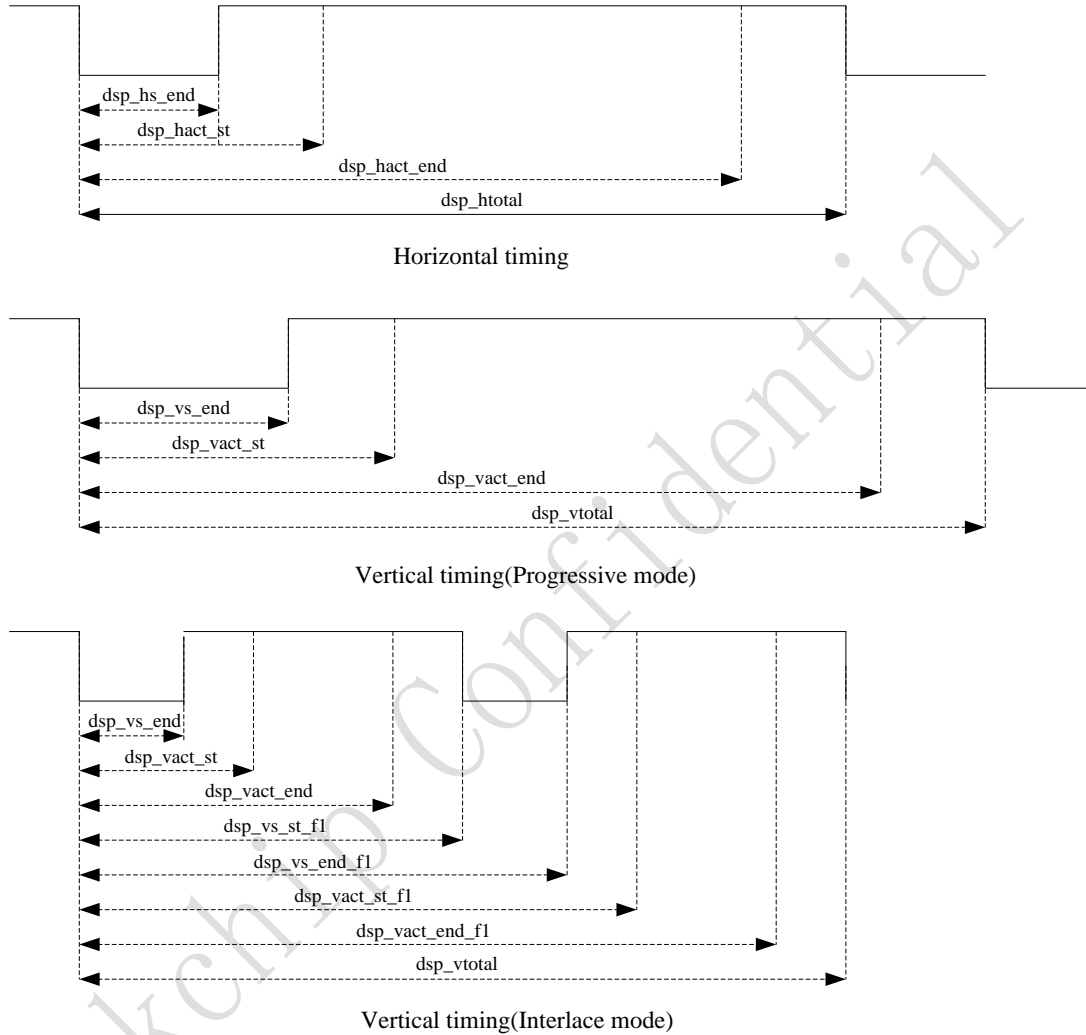 dsp_hs_end
dsp_hact_st
dsp_hact_end
dsp_htotal
Horizontal timing
dsp_vs_end
dsp_vact_st
dsp_vact_end
dsp_vtotal
Vertical timing(Progressive mode)
dsp_vs_end
dsp_vact_st
dsp_vact_end
dsp_vs_st_f1
dsp_vs_end_f1
dsp_vact_st_f1
dsp_vact_end_f1
dsp_vtotal
Vertical timing(Interlace mode)
kchip Confidential